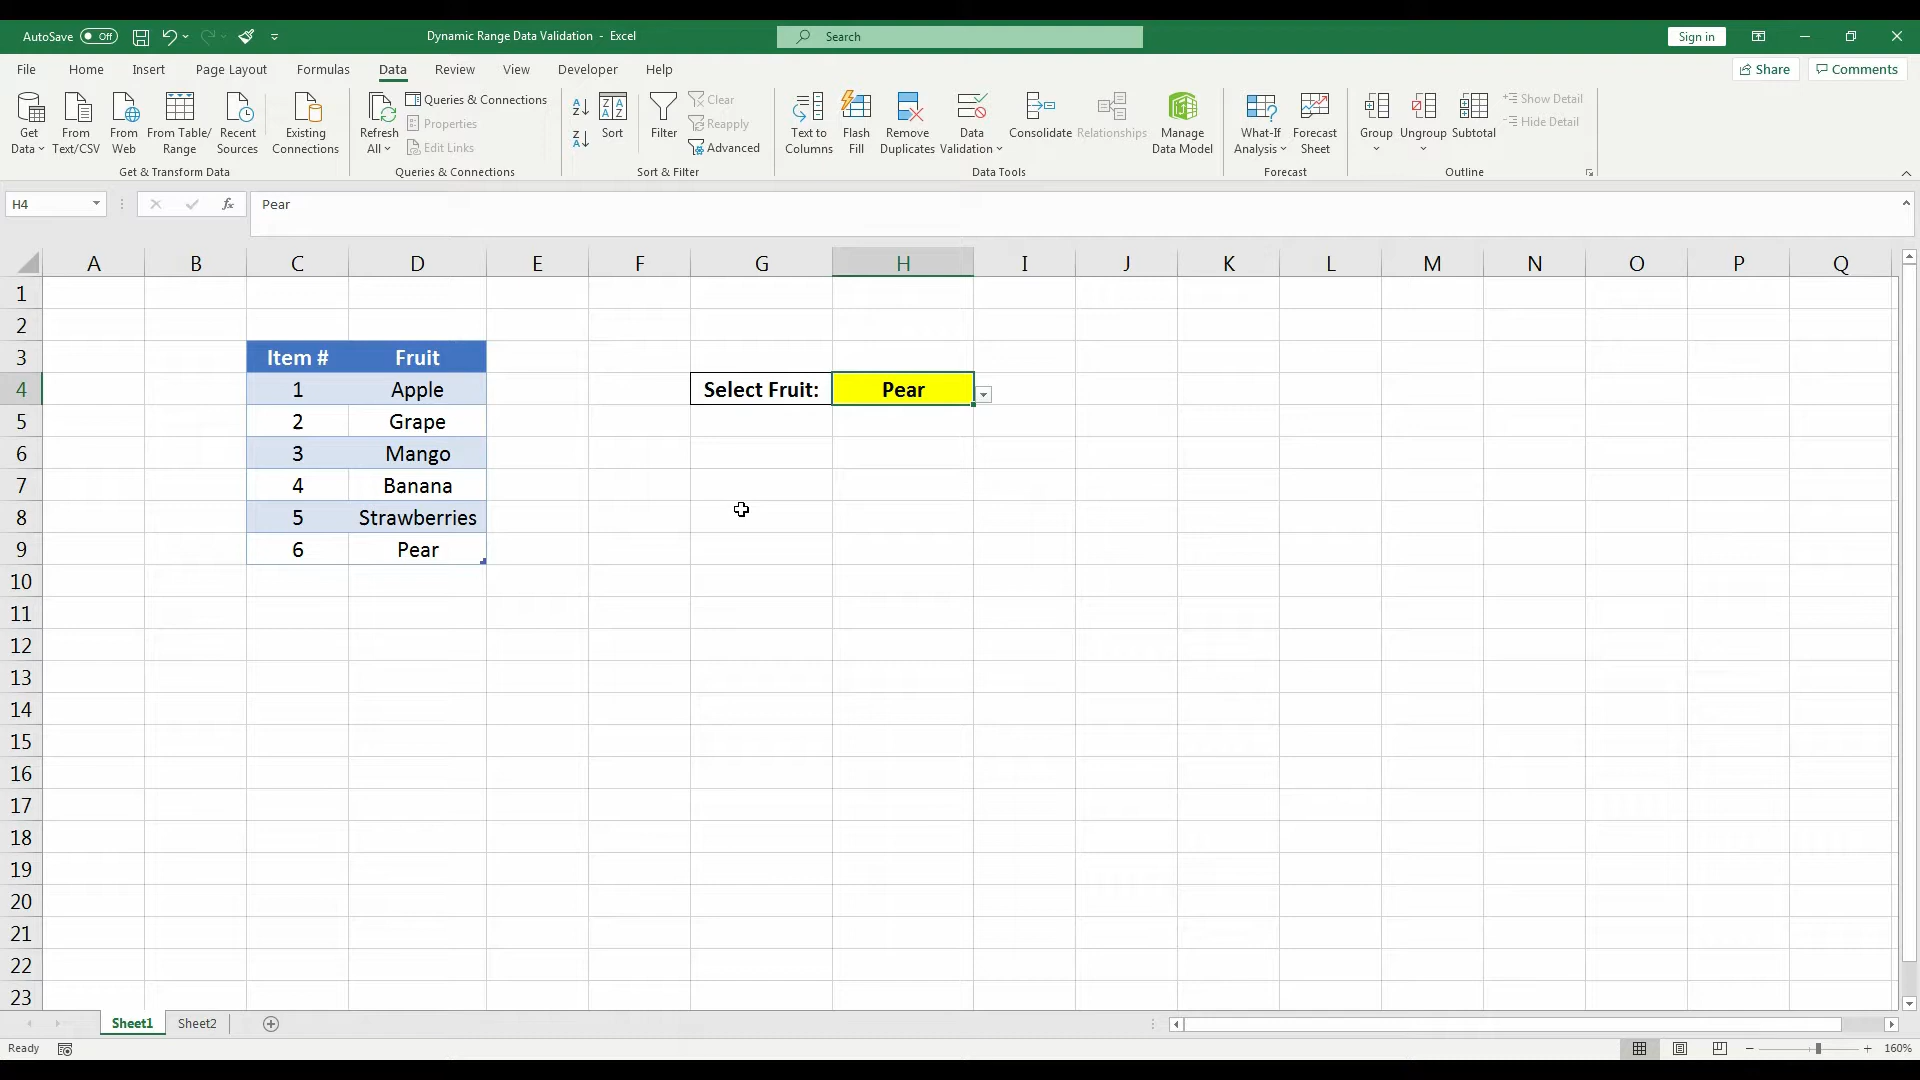 AutoSave Off Dynamic Range Data Validation - Excel Search Sign in
File Home Insert Page Layout Formulas Data Review View Developer Help Share Comments
Get Data From Text/CSV From Web From Table/ Range Recent Sources Existing Connections
Get & Transform Data
Refresh All Queries & Connections
Properties
Edit Links
Queries & Connections
Sort Filter Clear
Reapply
Advanced
Sort & Filter
Text to Columns Flash Fill Remove Duplicates Data Validation Consolidate Relationships Manage Data Model
Data Tools
What-If Analysis Forecast Sheet
Forecast
Group Ungroup Subtotal Show Detail
Hide Detail
Outline
H4 fx Pear
A B C D E F G H I J K L M N O P Q
1
2
3 Item # Fruit
4 1 Apple Select Fruit: Pear
5 2 Grape
6 3 Mango
7 4 Banana
8 5 Strawberries
9 6 Pear
10
11
12
13
14
15
16
17
18
19
20
21
22
23
Sheet1 Sheet2
Ready 160%